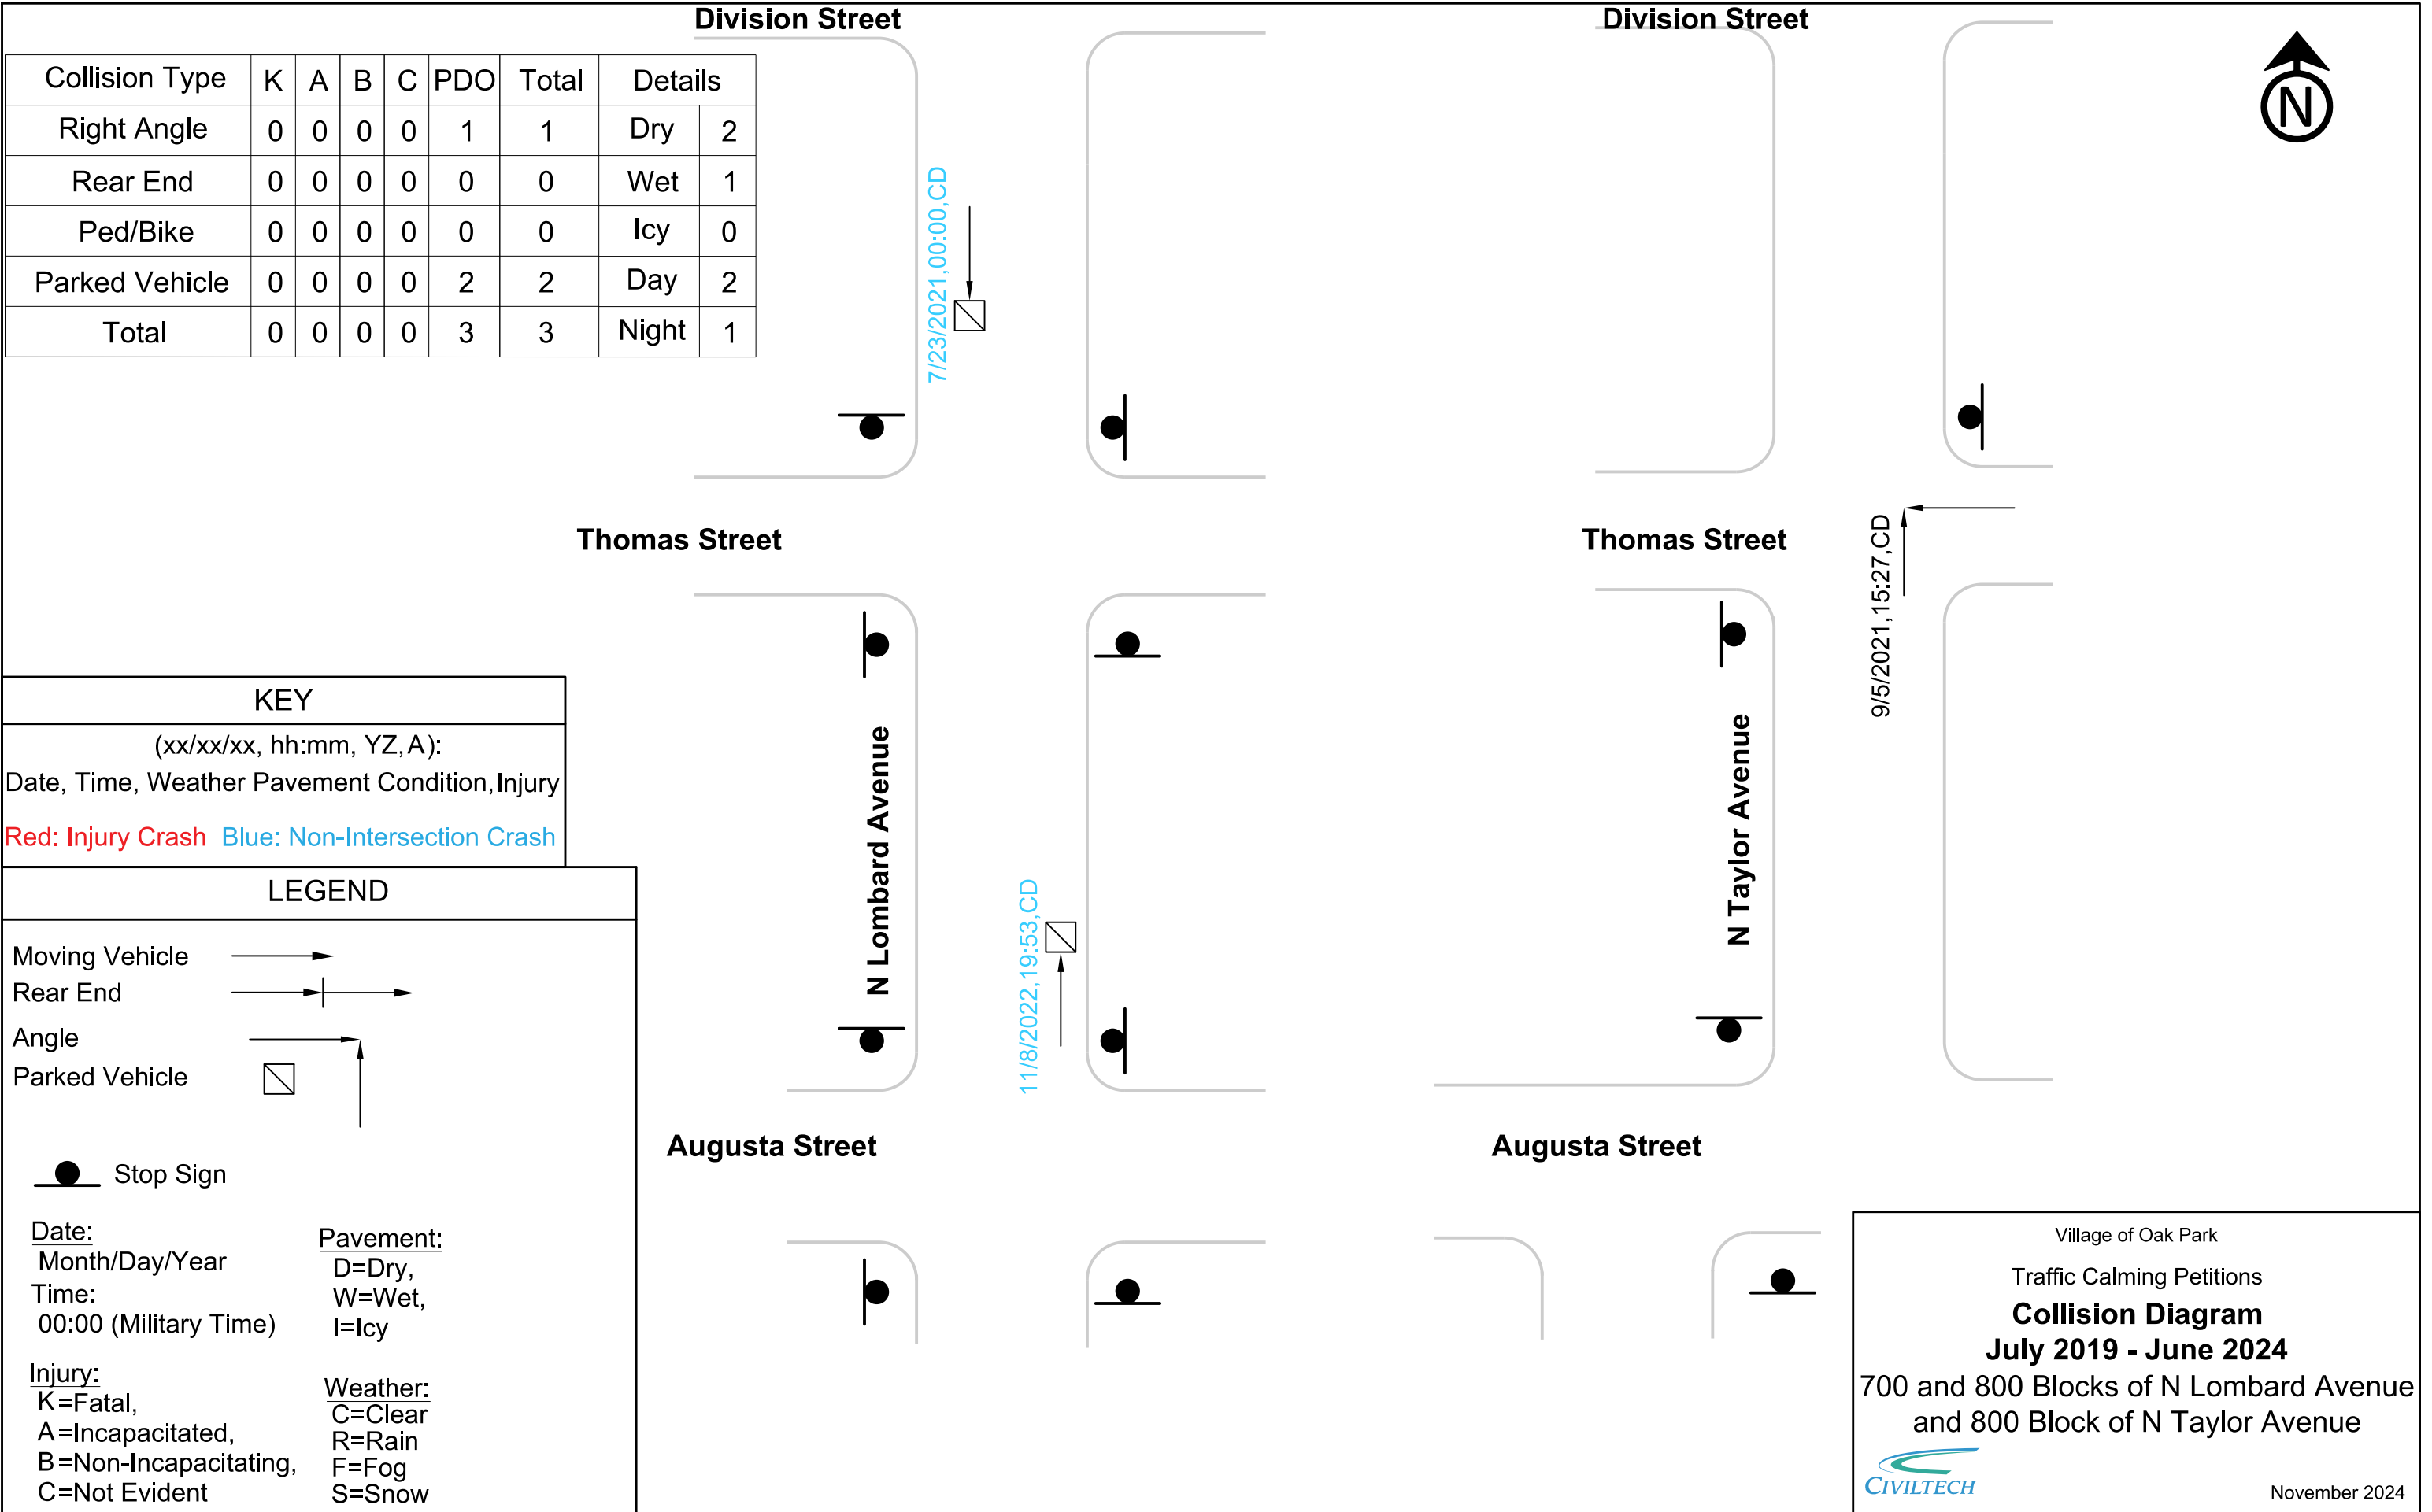 Division Street
Division Street
Collision Type K A B C PDO Total Details
Right Angle 0 0 0 0 1 1 Dry 2
Rear End 0 0 0 0 0 0 Wet 1
Ped/Bike 0 0 0 0 0 0 Icy 0
Parked Vehicle 0 0 0 0 2 2 Day 2
Total 0 0 0 0 3 3 Night 1
N
7/23/2021,00:00,CD
Thomas Street
Thomas Street
9/5/2021,15:27,CD
N Lombard Avenue
N Taylor Avenue
11/8/2022,19:53,CD
Augusta Street
Augusta Street
KEY
(xx/xx/xx, hh:mm, YZ,A):
Date, Time, Weather Pavement Condition,Injury
Red: Injury Crash Blue: Non-Intersection Crash
LEGEND
Moving Vehicle
Rear End
Angle
Parked Vehicle
Stop Sign
Date:
Month/Day/Year
Time:
00:00 (Military Time)
Pavement:
D=Dry,
W=Wet,
I=Icy
Injury:
K=Fatal,
A=Incapacitated,
B=Non-Incapacitating,
C=Not Evident
Weather:
C=Clear
R=Rain
F=Fog
S=Snow
Village of Oak Park
Traffic Calming Petitions
Collision Diagram
July 2019 - June 2024
700 and 800 Blocks of N Lombard Avenue
and 800 Block of N Taylor Avenue
CIVILTECH
November 2024